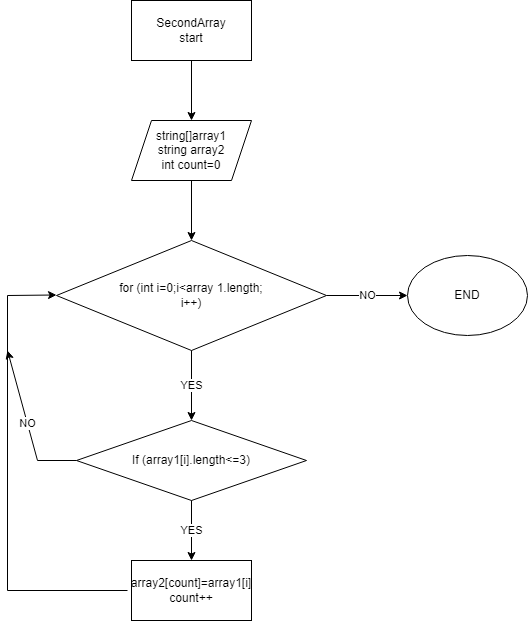 SecondArray
start
string[]array1
string array2
int count=0
for (int i=0;i<array 1.length;
i++)
NO
END
YES
NO
If (array1[i].length<=3)
YES
array2[count]=array1[i]
count++